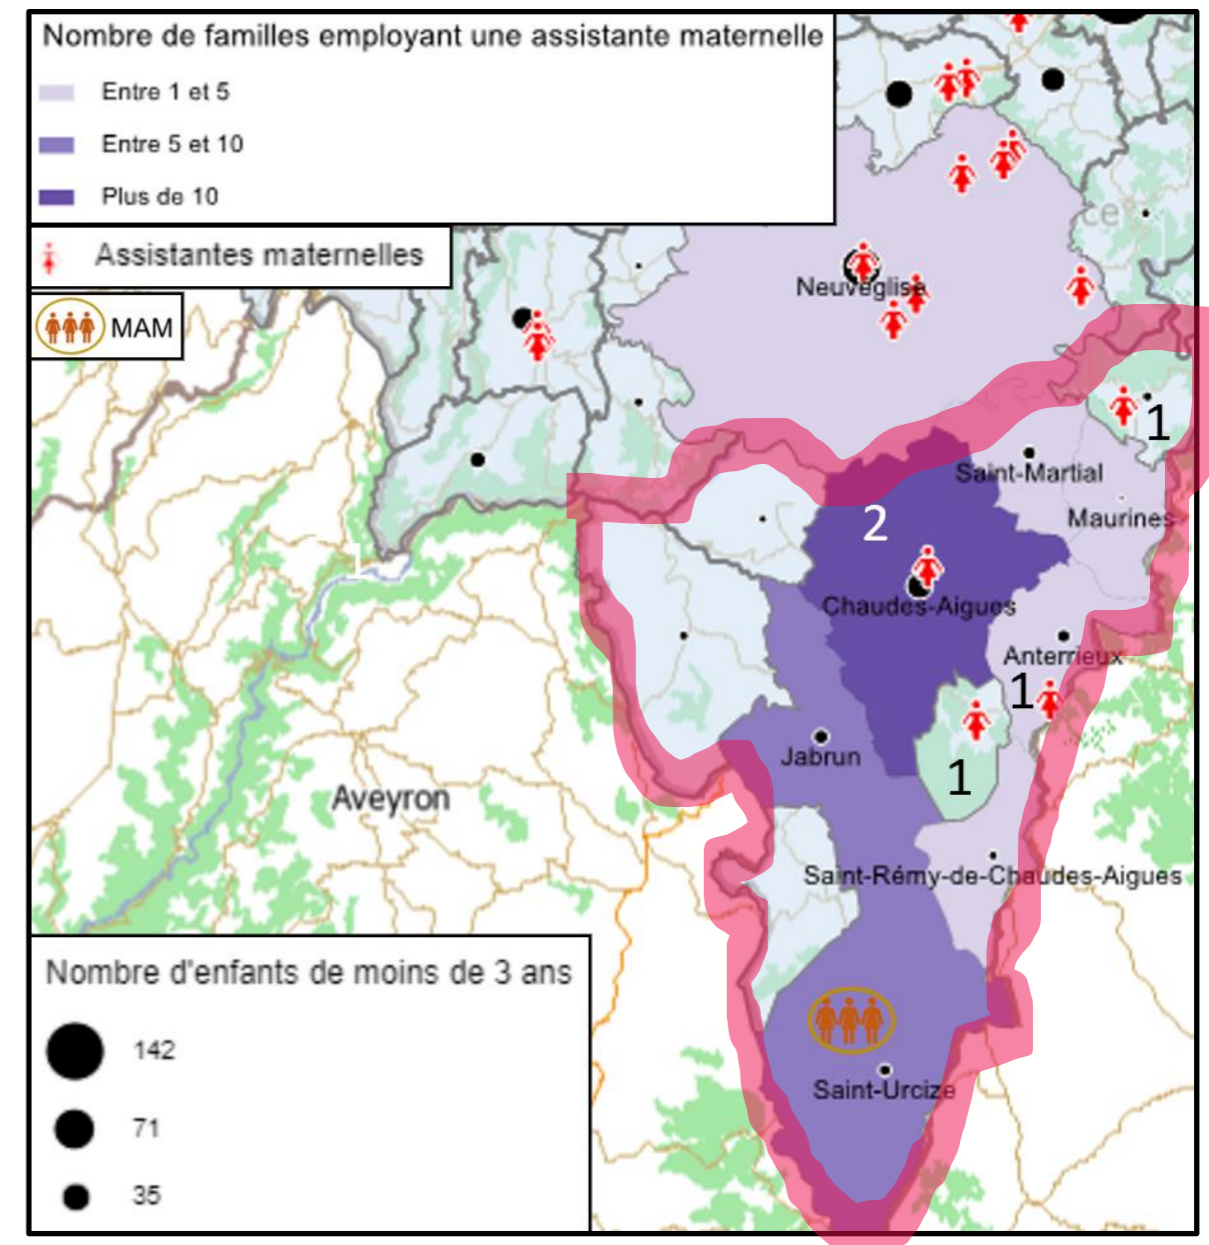 Nombre de familles employant une assistante maternelle
Entre 1 et 5
Entre 5 et 10
Plus de 10
Assistantes maternelles
MAM
Neuvéglise
1
Saint-Martial
Maurines
2
Chaudes-Aigues
Anterrieux
1
Jabrun
1
Aveyron
1
Saint-Rémy-de-Chaudes-Aigues
Saint-Urcize
Nombre d'enfants de moins de 3 ans
142
71
35